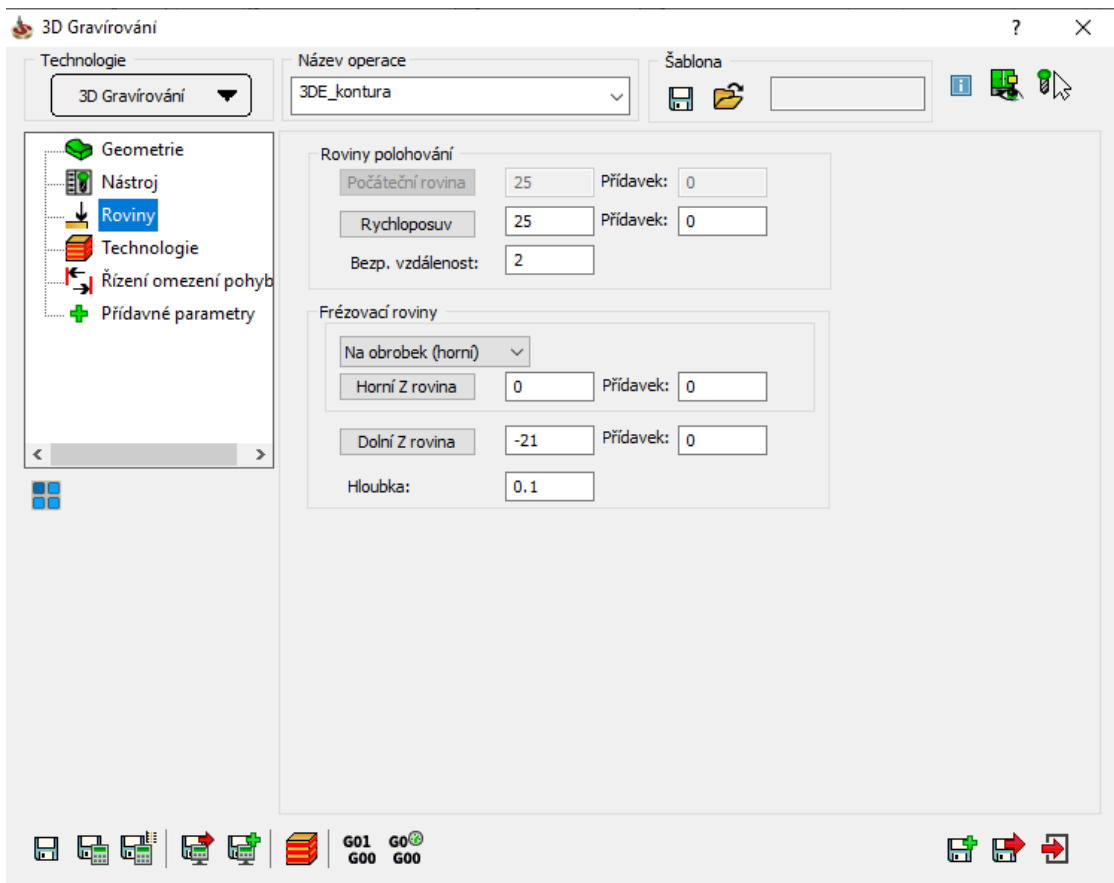 3D Gravírování
?
Technologie
Název operace
Šablona
3D Gravírování
3DE_kontura
Geometrie
Nástroj
Roviny
Technologie
Řízení omezení pohyb
Přídavné parametry
Roviny polohování
Počáteční rovina 25 Přídavek: 0
Rychloposuv 25 Přídavek: 0
Bezp. vzdálenost: 2
Frézovací roviny
Na obrobek (horní)
Horní Z rovina 0 Přídavek: 0
Dolní Z rovina -21 Přídavek: 0
Hloubka: 0.1
G01 G0
G00 G00